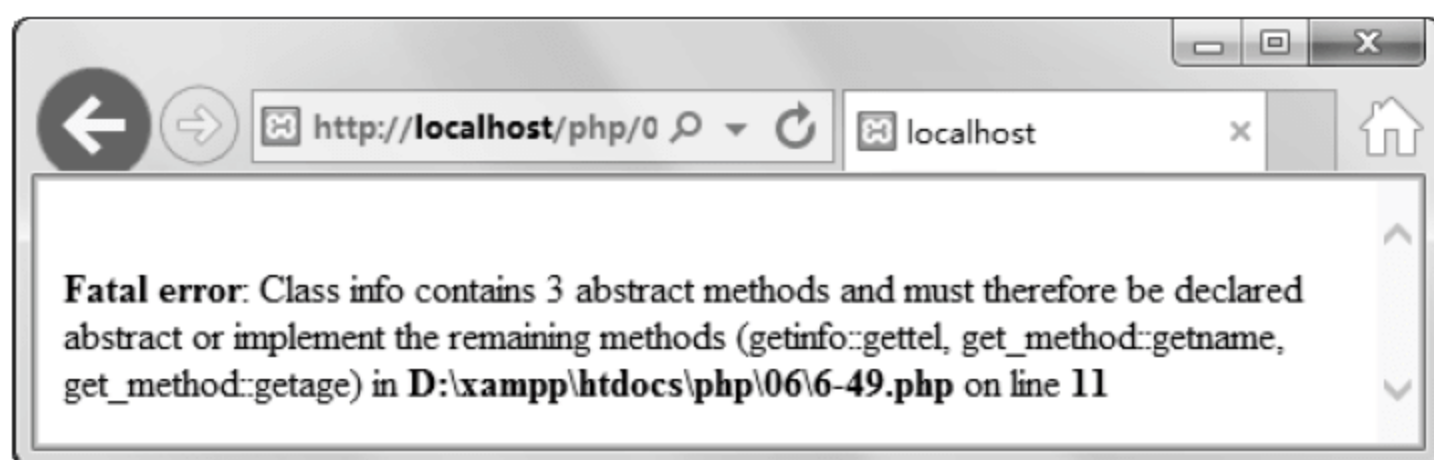 http://localhost/php/0
localhost
Fatal error: Class info contains 3 abstract methods and must therefore be declared
abstract or implement the remaining methods (getinfo::gettel, get_method::getname,
get_method::getage) in D:\xampp\htdocs\php\06\6-49.php on line 11